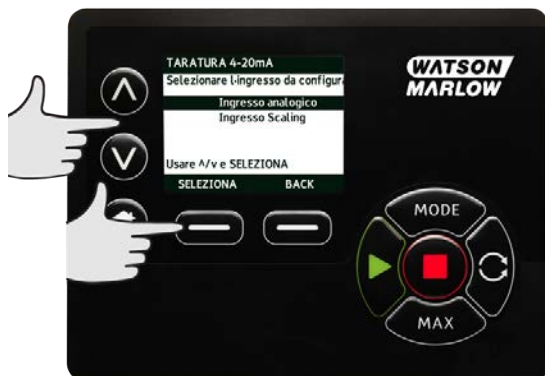 TARATURA 4-20mA
Selezionare l·ingresso da configura
Ingresso analogico
Ingresso Scaling
Usare ^/v e SELEZIONA
SELEZIONA BACK
WATSON
MARLOW
MODE
MAX